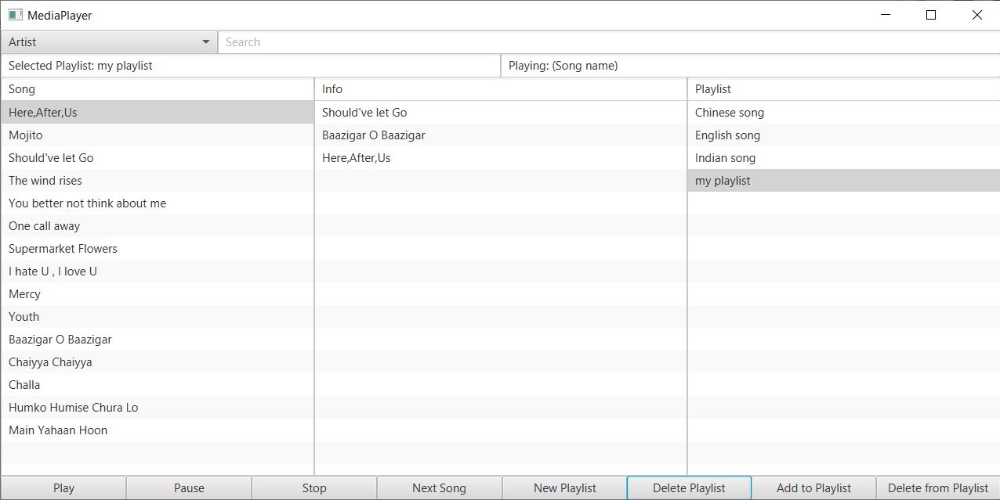 MediaPlayer
Artist
Search
Selected Playlist: my playlist
Playing: (Song name)
Song
Here,After,Us
Mojito
Should've let Go
The wind rises
You better not think about me
One call away
Supermarket Flowers
I hate U , I love U
Mercy
Youth
Baazigar O Baazigar
Chaiyya Chaiyya
Challa
Humko Humise Chura Lo
Main Yahaan Hoon
Info
Should've let Go
Baazigar O Baazigar
Here,After,Us
Playlist
Chinese song
English song
Indian song
my playlist
Play
Pause
Stop
Next Song
New Playlist
Delete Playlist
Add to Playlist
Delete from Playlist